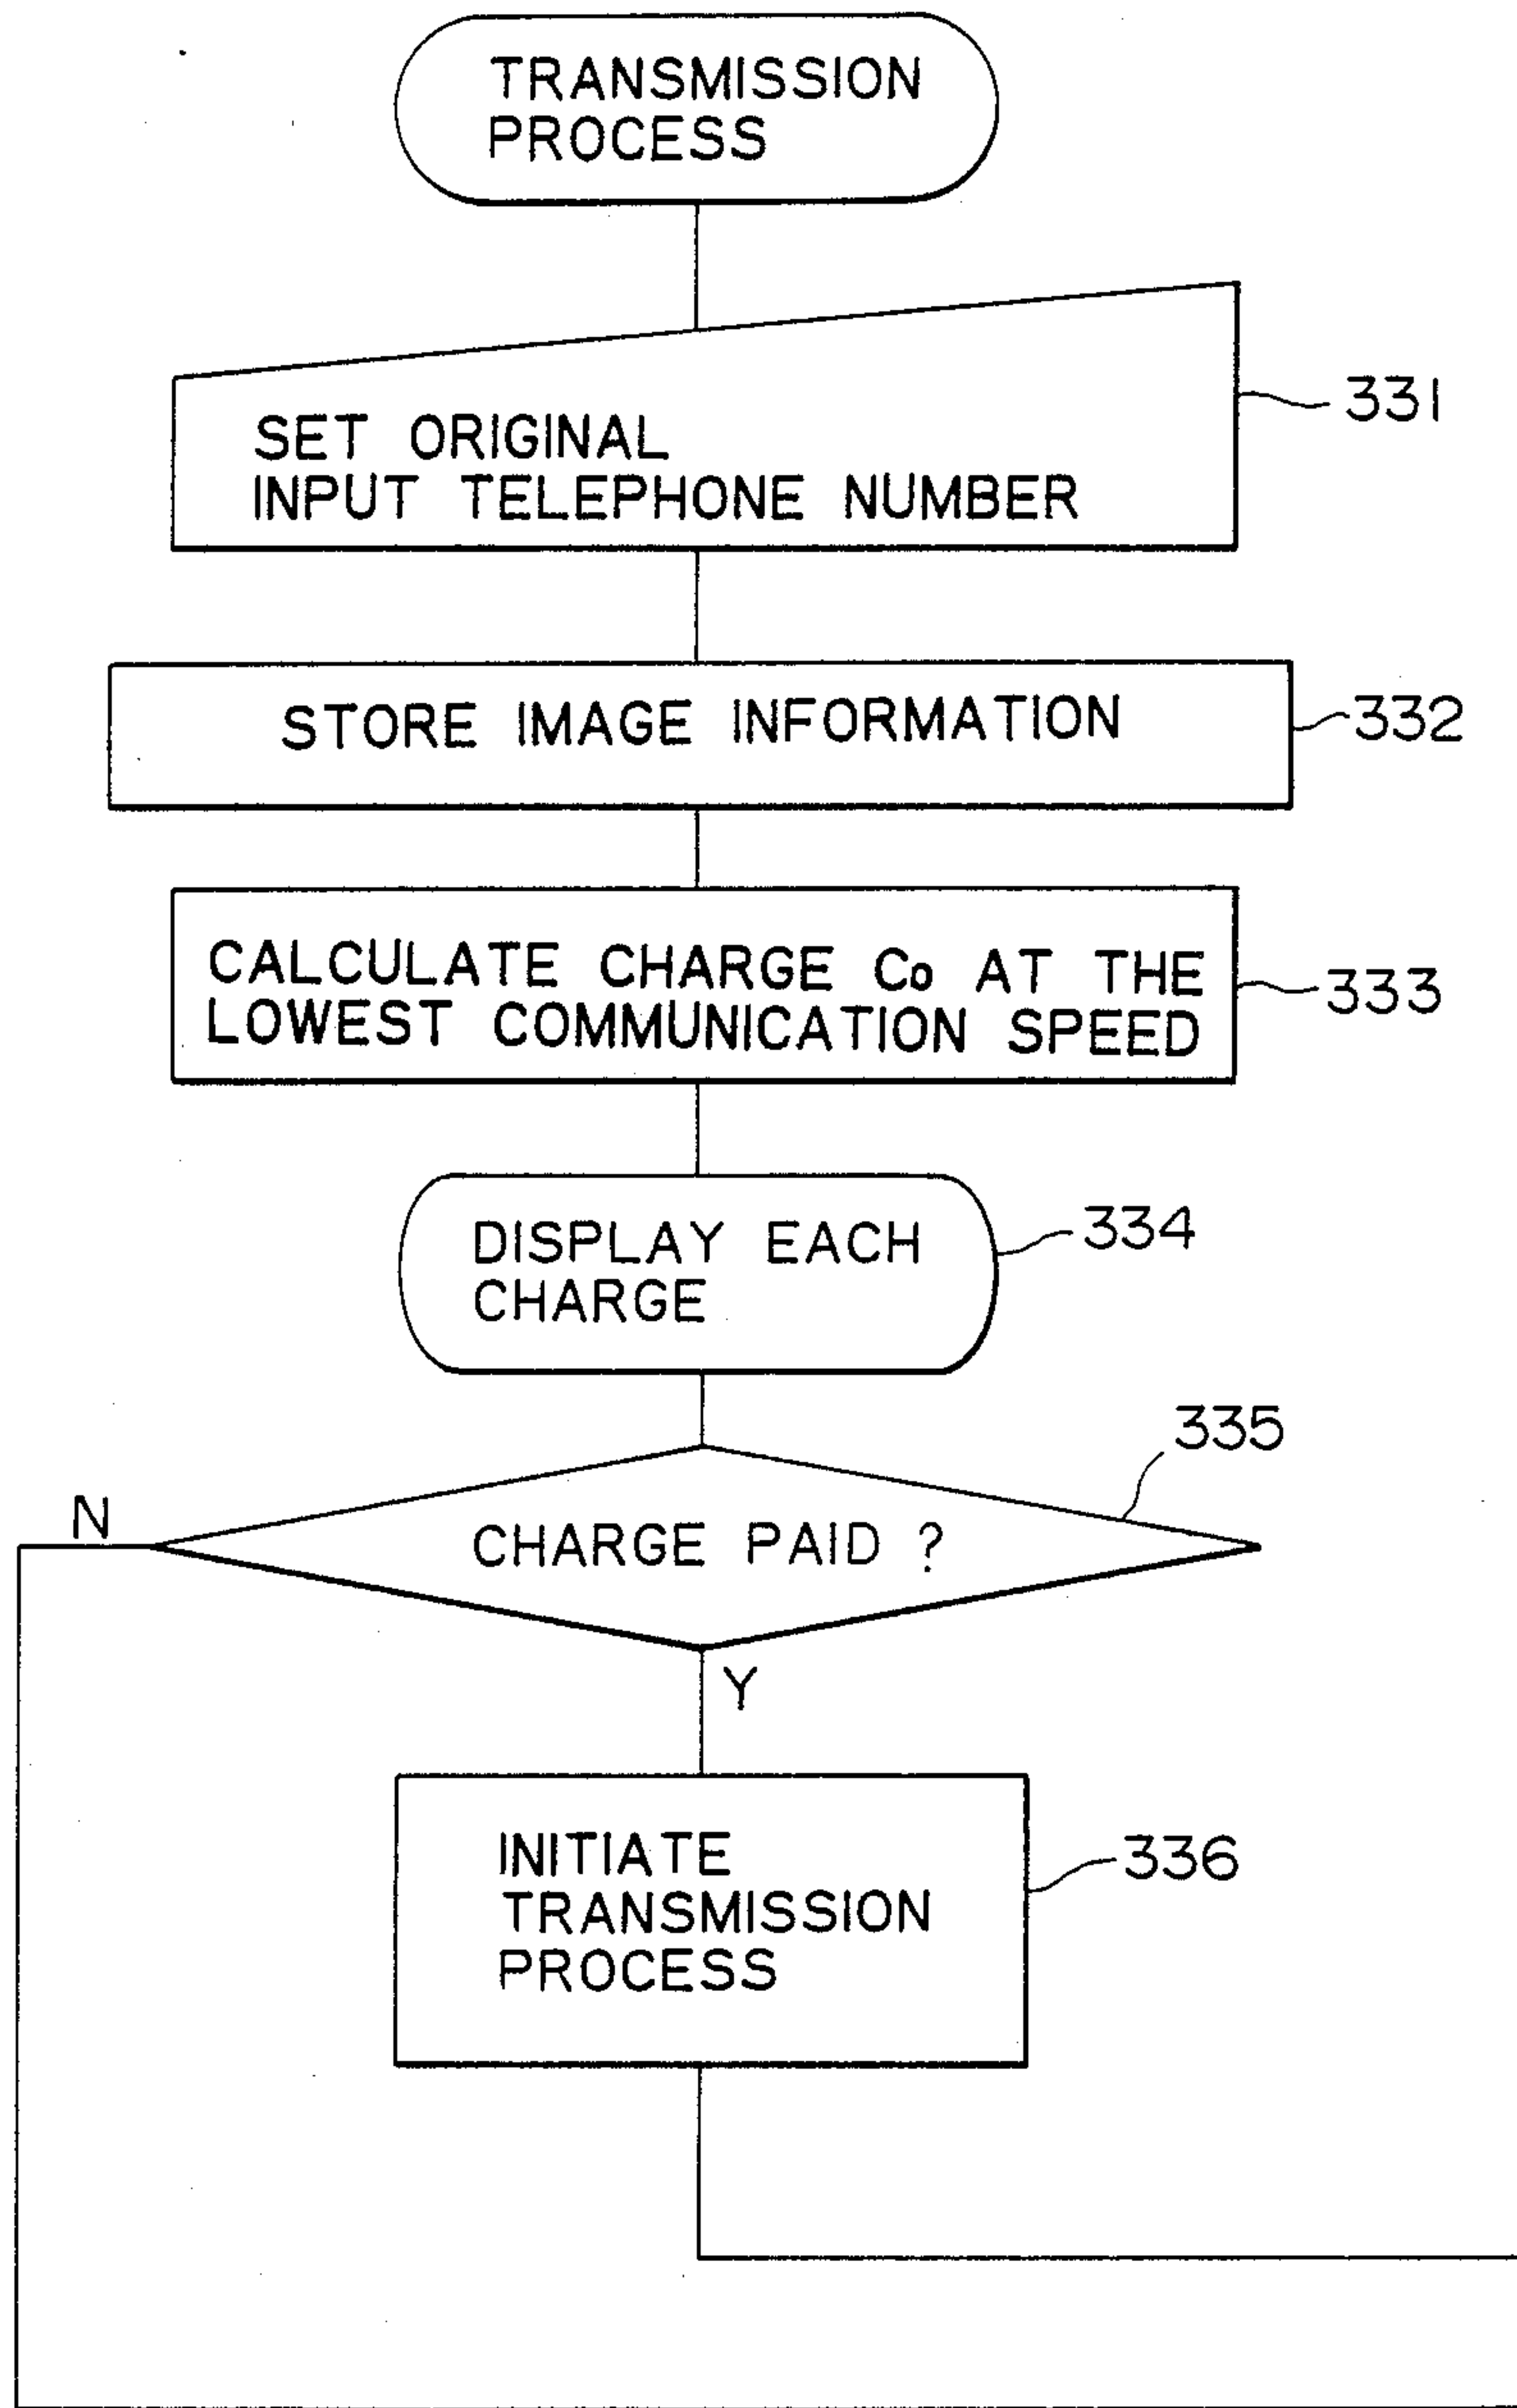 TRANSMISSION
PROCESS
SET ORIGINAL
INPUT TELEPHONE NUMBER
331
STORE IMAGE INFORMATION
332
CALCULATE CHARGE Co AT THE
LOWEST COMMUNICATION SPEED
333
DISPLAY EACH
CHARGE
334
335
N
CHARGE PAID ?
Y
INITIATE
TRANSMISSION
PROCESS
336